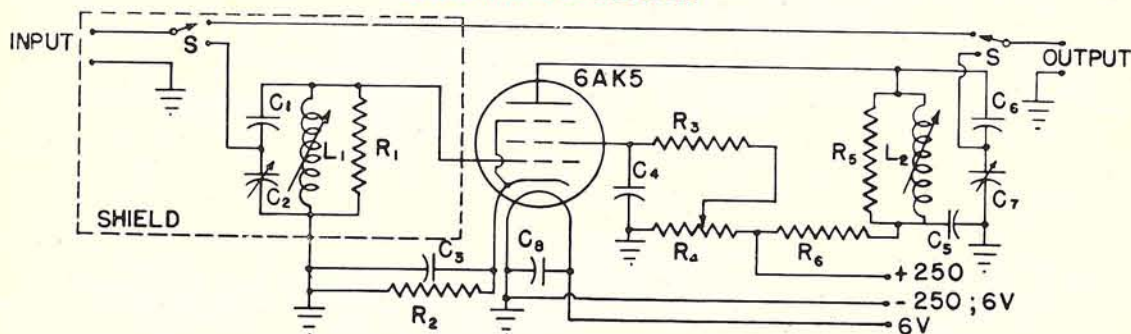 INPUT
S
SHIELD
C1
C2
L1
R1
6AK5
C3
R2
C8
C4
R3
R4
R6
R5
L2
C5
C6
C7
S
OUTPUT
+ 250
- 250 ; 6V
6V